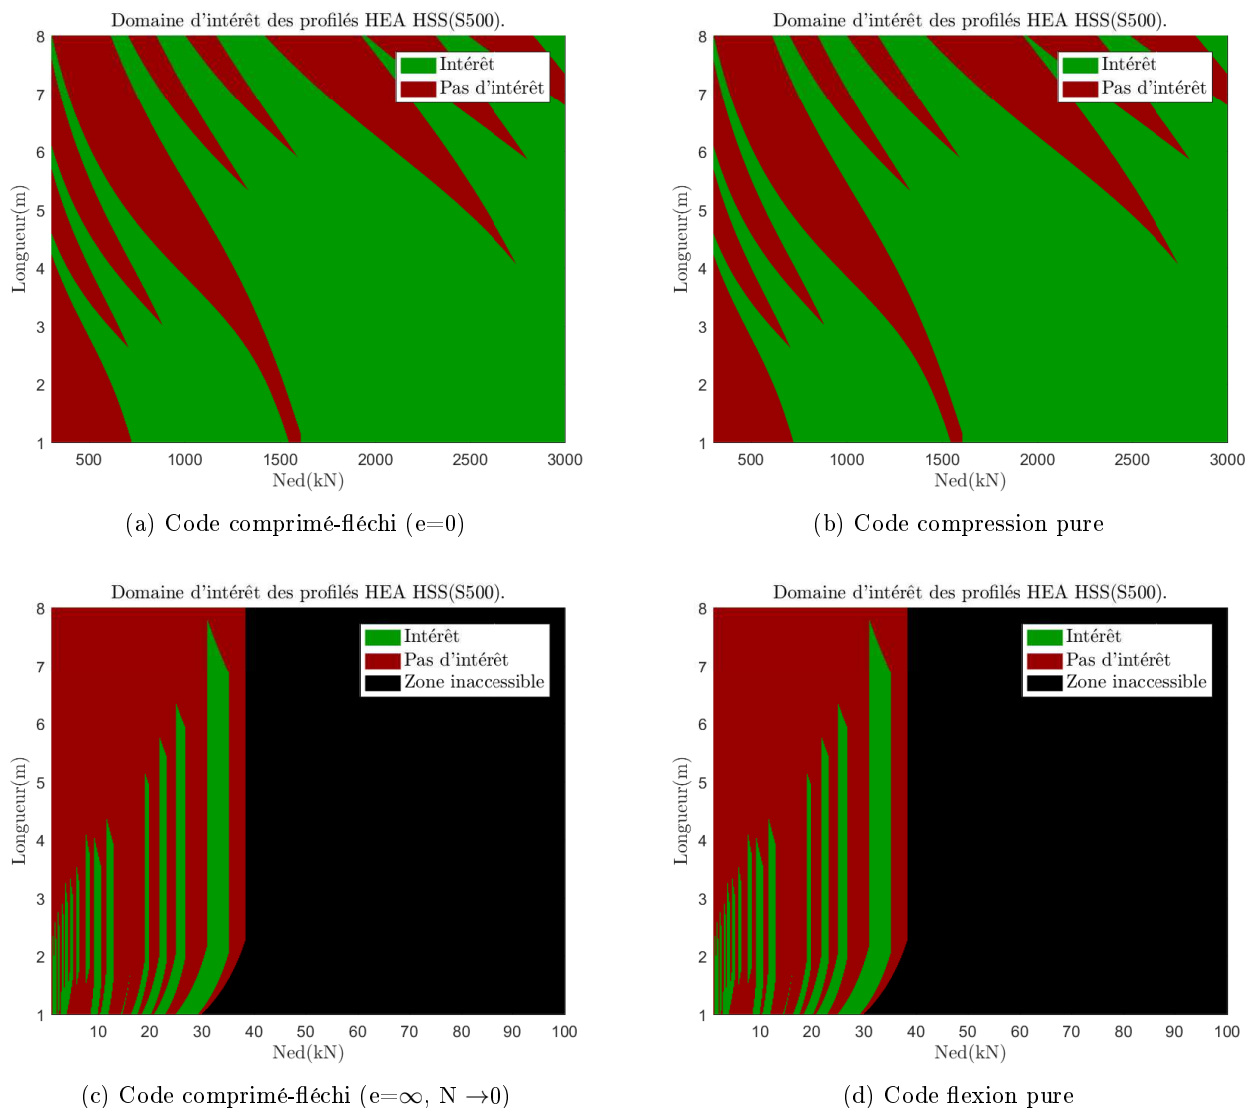 Domaine d'intérêt des profilés HEA HSS(S500).
8
7
6
5
4
3
2
1
Longueur(m)
Intérêt
Pas d'intérêt
500
1000
1500
2000
2500
3000
Ned(kN)
(a) Code comprimé-fléchi (e=0)
Domaine d'intérêt des profilés HEA HSS(S500).
8
7
6
5
4
3
2
1
Longueur(m)
Intérêt
Pas d'intérêt
500
1000
1500
2000
2500
3000
Ned(kN)
(b) Code compression pure
Domaine d'intérêt des profilés HEA HSS(S500).
8
7
6
5
4
3
2
1
Longueur(m)
Intérêt
Pas d'intérêt
Zone inaccessible
10
20
30
40
50
60
70
80
90
100
Ned(kN)
(c) Code comprimé-fléchi (e=∞, N →0)
Domaine d'intérêt des profilés HEA HSS(S500).
8
7
6
5
4
3
2
1
Longueur(m)
Intérêt
Pas d'intérêt
Zone inaccessible
10
20
30
40
50
60
70
80
90
100
Ned(kN)
(d) Code flexion pure